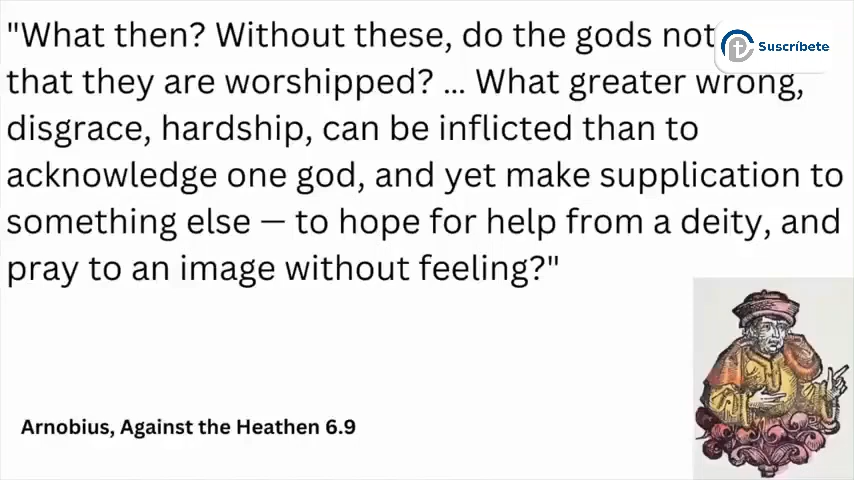 "What then? Without these, do the gods not
Suscríbete
that they are worshipped? ... What greater wrong,
disgrace, hardship, can be inflicted than to
acknowledge one god, and yet make supplication to
something else — to hope for help from a deity, and
pray to an image without feeling?"
Arnobius, Against the Heathen 6.9